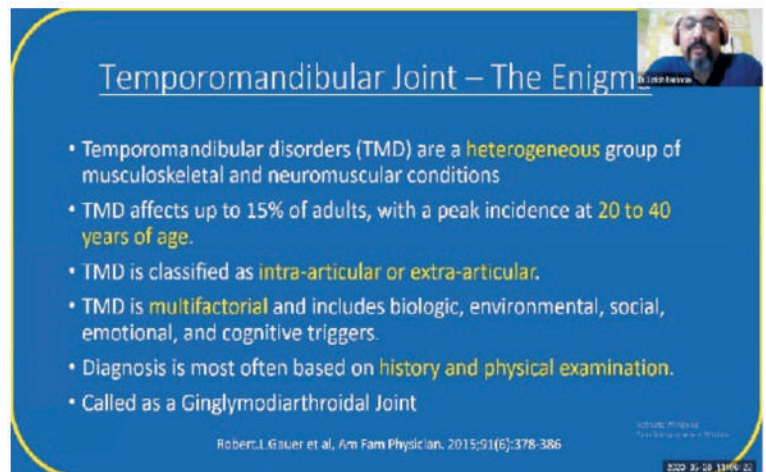 Temporomandibular Joint – The Enigma
• Temporomandibular disorders (TMD) are a heterogeneous group of
musculoskeletal and neuromuscular conditions
• TMD affects up to 15% of adults, with a peak incidence at 20 to 40
years of age.
• TMD is classified as intra-articular or extra-articular.
• TMD is multifactorial and includes biologic, environmental, social,
emotional, and cognitive triggers.
• Diagnosis is most often based on history and physical examination.
• Called as a Ginglymodiarthroidal Joint
Activate Windows
Robert.L.Gauer et al, Am Fam Physician. 2015;91(6):378-386